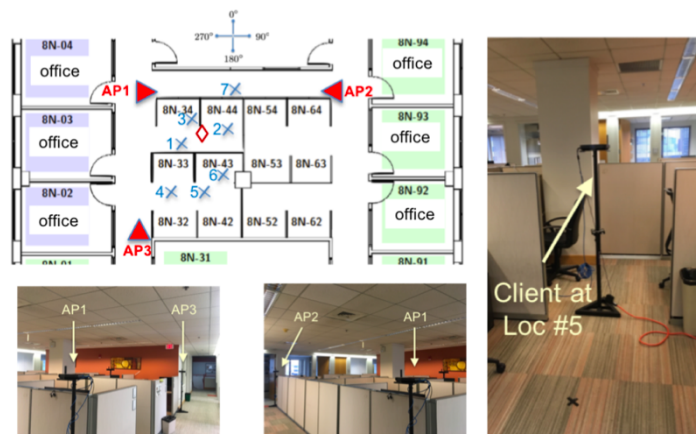 0°
270°
90°
180°
8N-04
office
8N-94
office
AP1
7
AP2
8N-34
8N-44
8N-54
8N-64
3
2
1
8N-03
office
8N-93
office
8N-33
8N-43
8N-53
8N-63
6
4
5
8N-02
office
8N-92
office
8N-32
8N-42
8N-52
8N-62
AP3
8N-31
8N-91
AP1
AP3
AP2
AP1
Client at
Loc #5